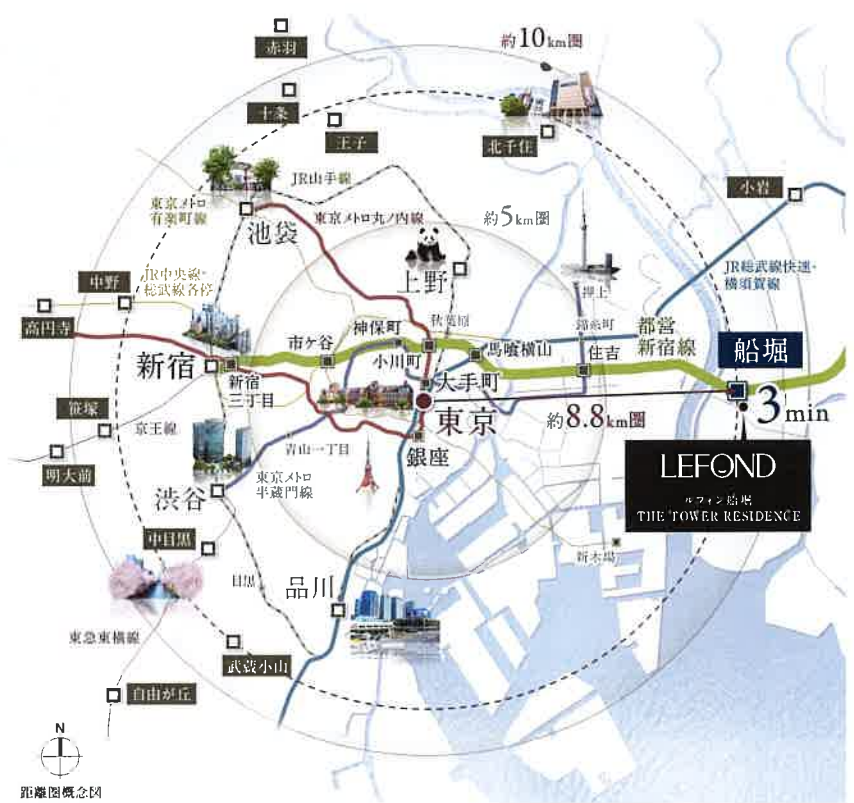 赤羽
約10km圏
十条
王子
北千住
JR山手線
小岩
東京メトロ
有楽町線
東京メトロ丸ノ内線
池袋
約5km圏
上野
JR総武線快速・
横須賀線
中野
JR中央線・
総武線各停
押上
高円寺
神保町
秋葉原
錦糸町
都営
新宿線
市ヶ谷
小川町
馬喰横山
住吉
船堀
新宿
新宿
三丁目
大手町
東京
約8.8km圏
3min
笹塚
京王線
明大前
青山一丁目
銀座
LEFOND
ルフォン船堀
THE TOWER RESIDENCE
渋谷
東京メトロ
半蔵門線
中目黒
新木場
目黒
品川
東急東横線
武蔵小山
自由が丘
N
距離圏概念図